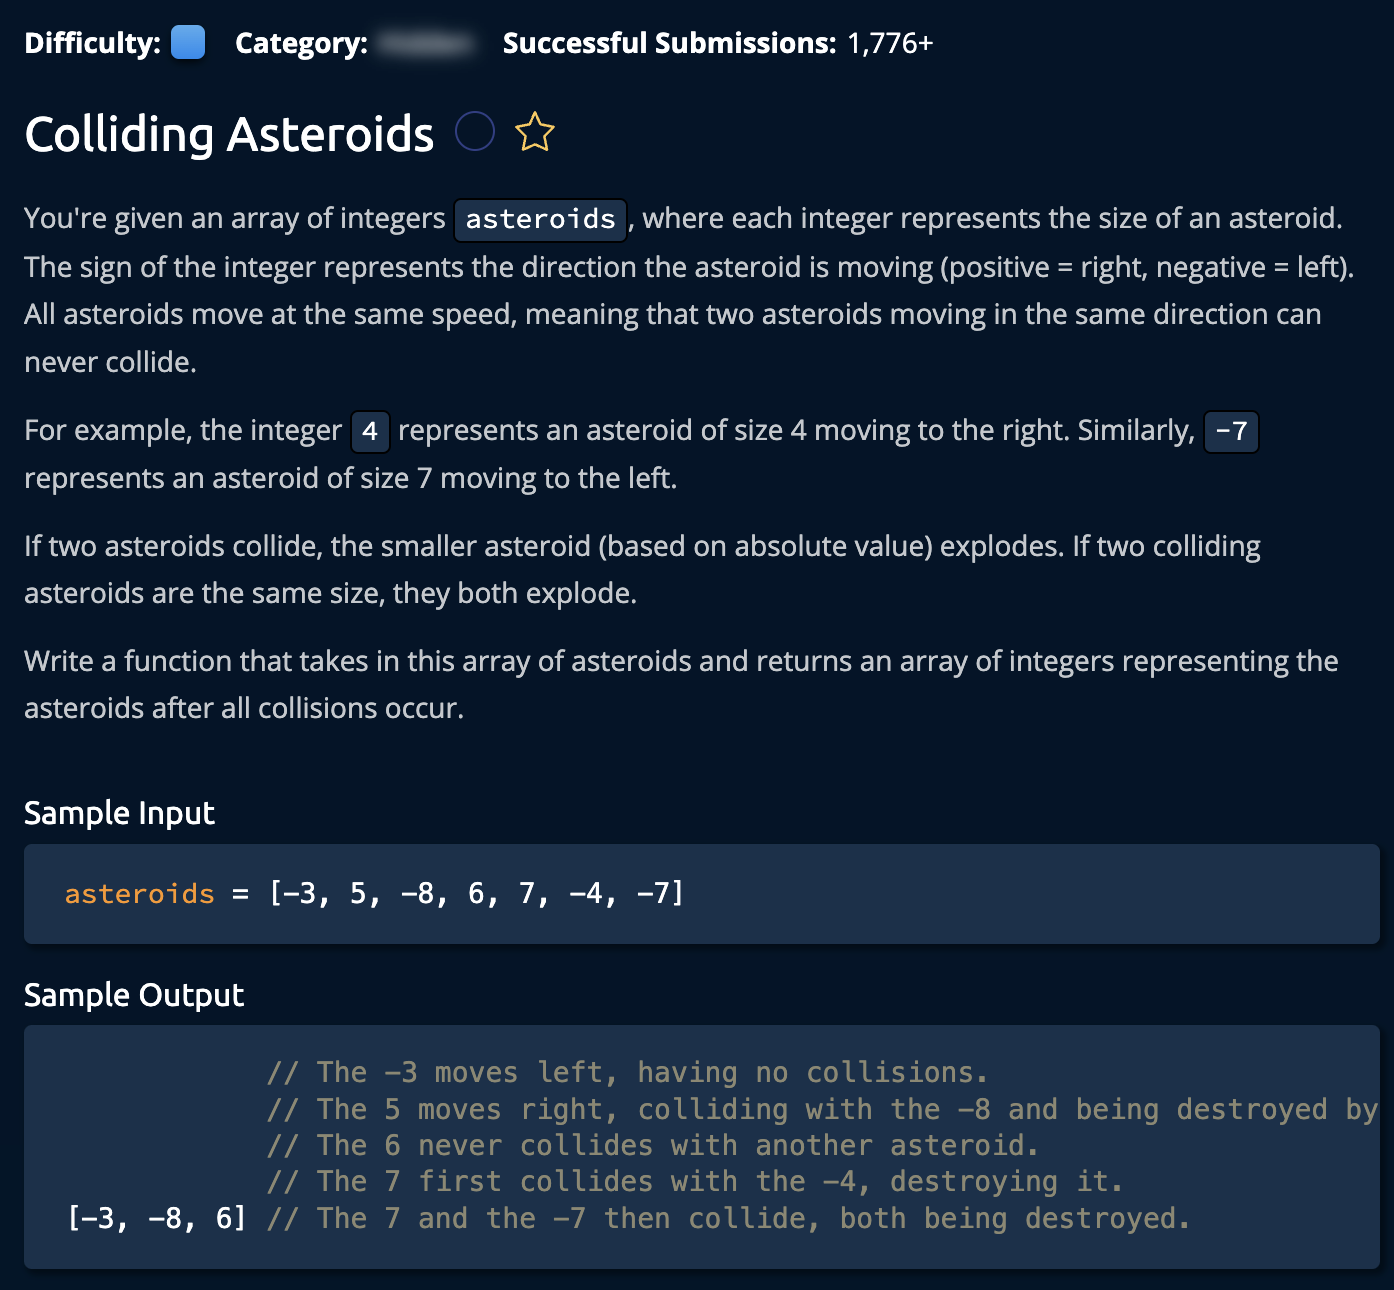 Difficulty: Category: Successful Submissions: 1,776+
Colliding Asteroids
You're given an array of integers asteroids, where each integer represents the size of an asteroid.
The sign of the integer represents the direction the asteroid is moving (positive = right, negative = left).
All asteroids move at the same speed, meaning that two asteroids moving in the same direction can
never collide.
For example, the integer 4 represents an asteroid of size 4 moving to the right. Similarly, -7
represents an asteroid of size 7 moving to the left.
If two asteroids collide, the smaller asteroid (based on absolute value) explodes. If two colliding
asteroids are the same size, they both explode.
Write a function that takes in this array of asteroids and returns an array of integers representing the
asteroids after all collisions occur.
Sample Input
asteroids = [-3, 5, -8, 6, 7, -4, -7]
Sample Output
// The -3 moves left, having no collisions.
// The 5 moves right, colliding with the -8 and being destroyed by
// The 6 never collides with another asteroid.
// The 7 first collides with the -4, destroying it.
[-3, -8, 6] // The 7 and the -7 then collide, both being destroyed.